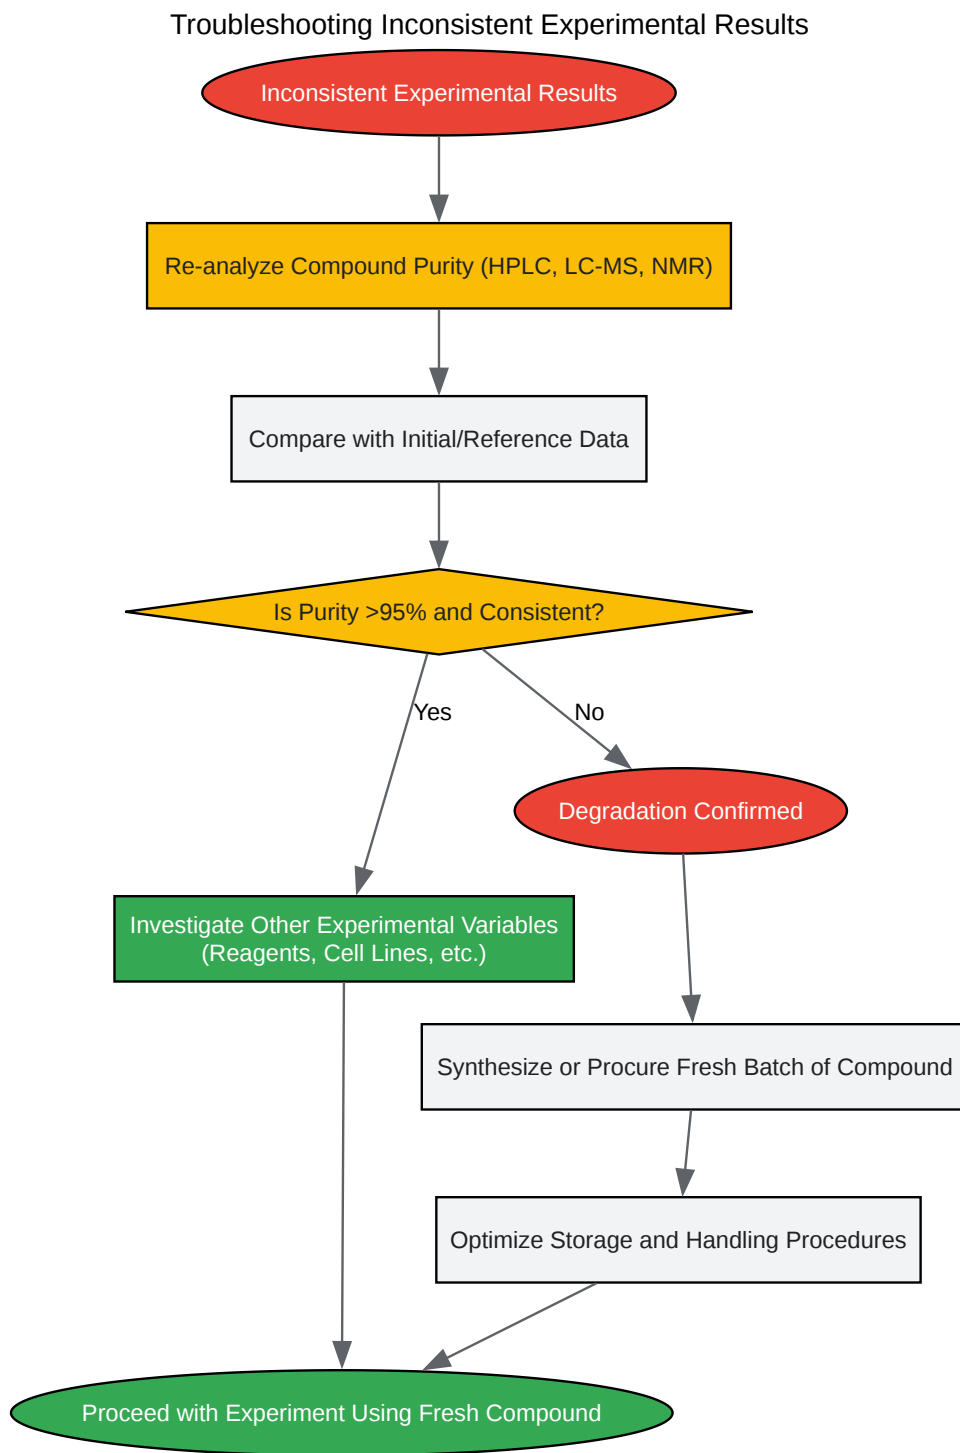 Troubleshooting Inconsistent Experimental Results
Inconsistent Experimental Results
Re-analyze Compound Purity (HPLC, LC-MS, NMR)
Compare with Initial/Reference Data
Is Purity >95% and Consistent?
Yes
No
Degradation Confirmed
Investigate Other Experimental Variables
(Reagents, Cell Lines, etc.)
Synthesize or Procure Fresh Batch of Compound
Optimize Storage and Handling Procedures
Proceed with Experiment Using Fresh Compound